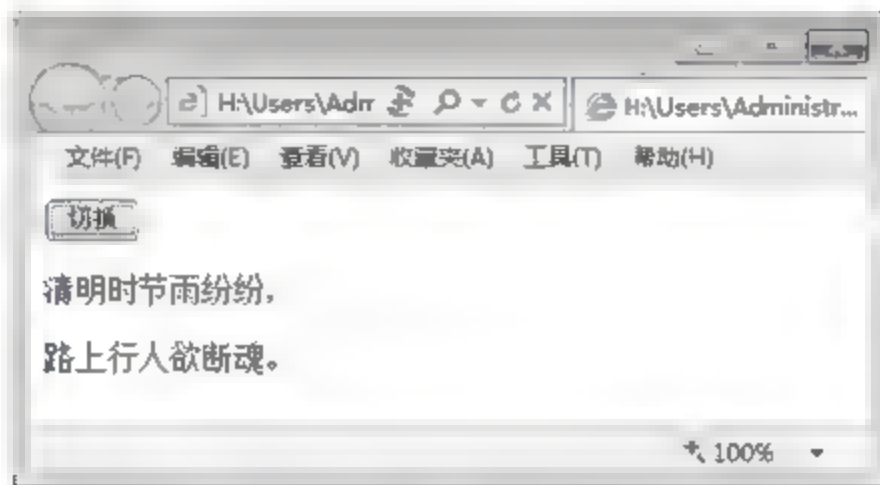 H:\Users\Adm
H:\Users\Administr...
文件(F) 编辑(E) 查看(V) 收藏夹(A) 工具(T) 帮助(H)
切换
清明时节雨纷纷，
路上行人欲断魂。
100%